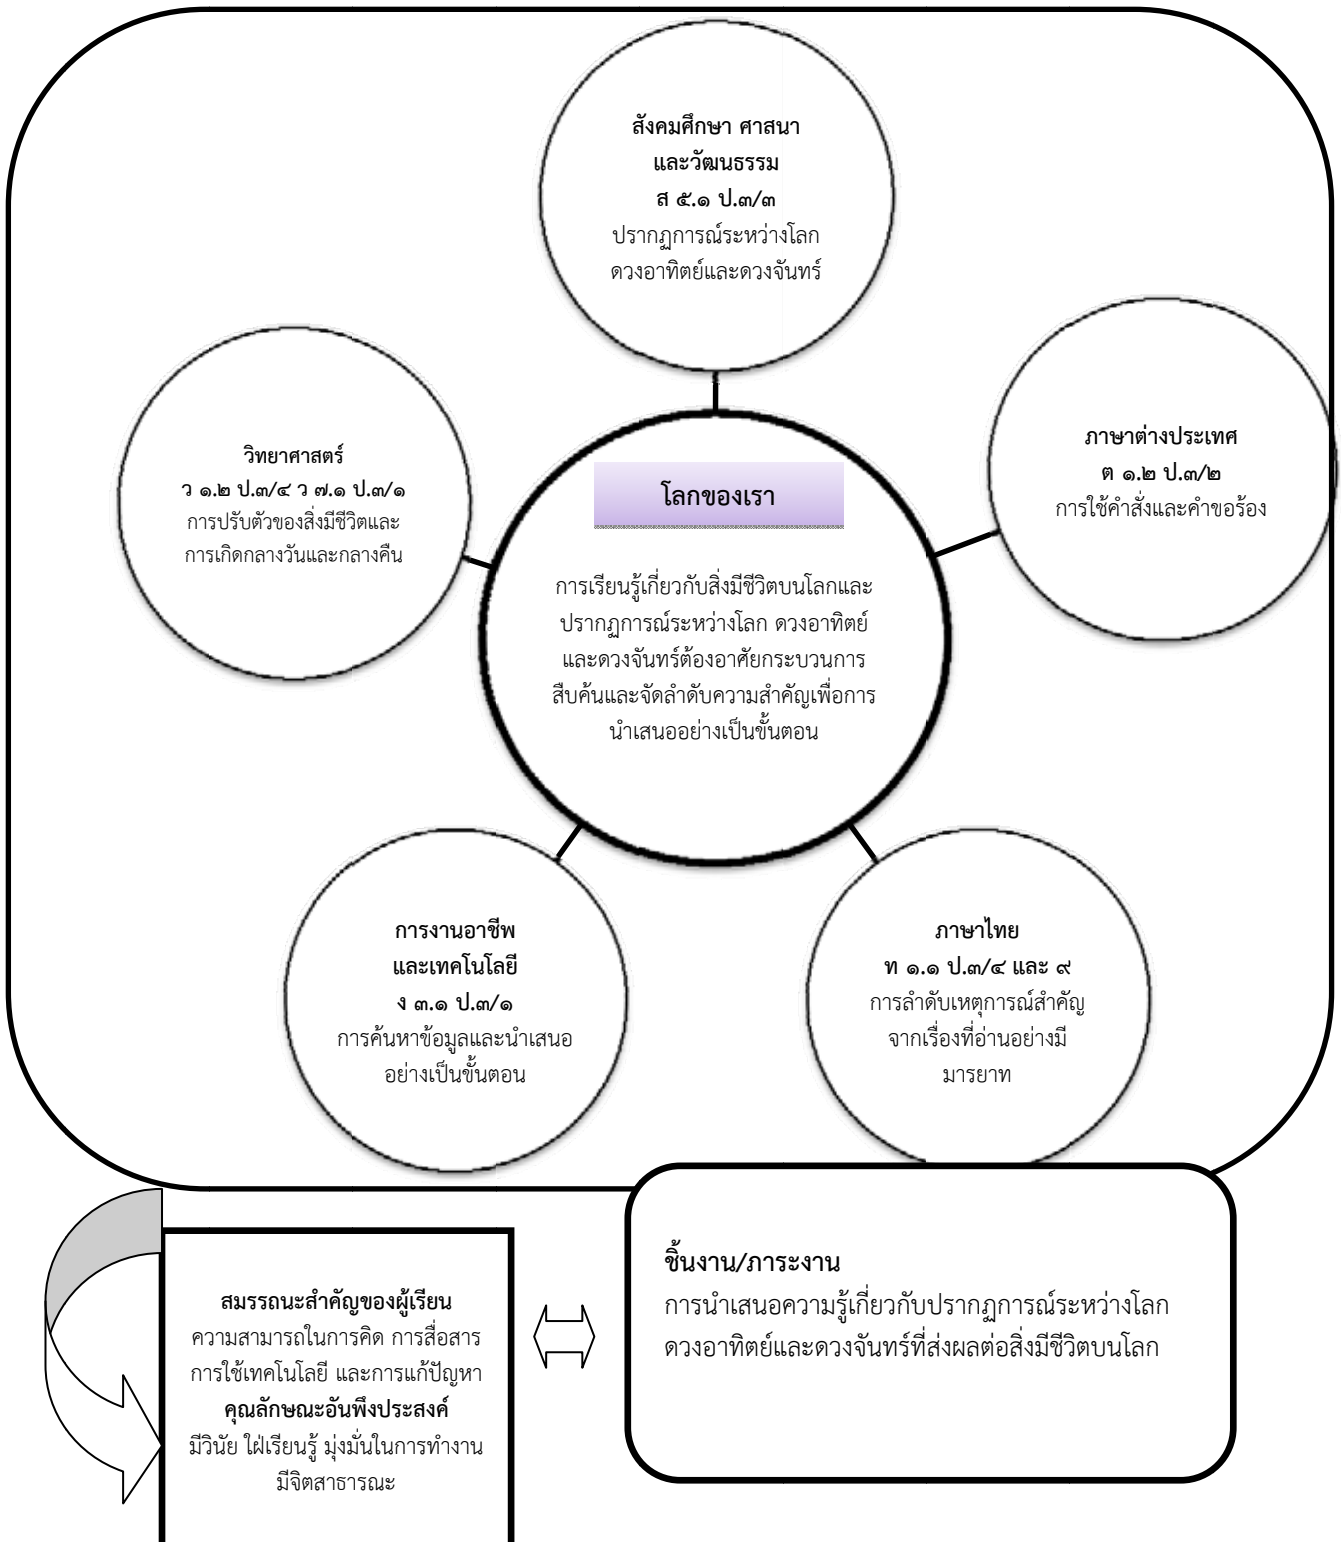 สังคมศึกษา ศาสนา
และวัฒนธรรม
ส ๕.๑ ป.๓/๓
ปรากฏการณ์ระหว่างโลก
ดวงอาทิตย์และดวงจันทร์
วิทยาศาสตร์
ว ๑.๒ ป.๓/๔ ว ๗.๑ ป.๓/๑
การปรับตัวของสิ่งมีชีวิตและ
การเกิดกลางวันและกลางคืน
ภาษาต่างประเทศ
ต ๑.๒ ป.๓/๒
การใช้คำสั่งและคำขอร้อง
โลกของเรา
การเรียนรู้เกี่ยวกับสิ่งมีชีวิตบนโลกและ
ปรากฏการณ์ระหว่างโลก ดวงอาทิตย์
และดวงจันทร์ต้องอาศัยกระบวนการ
สืบค้นและจัดลำดับความสำคัญเพื่อการ
นำเสนออย่างเป็นขั้นตอน
การงานอาชีพ
และเทคโนโลยี
ง ๓.๑ ป.๓/๑
การค้นหาข้อมูลและนำเสนอ
อย่างเป็นขั้นตอน
ภาษาไทย
ท ๑.๑ ป.๓/๔ และ ๙
การลำดับเหตุการณ์สำคัญ
จากเรื่องที่อ่านอย่างมี
มารยาท
สมรรถนะสำคัญของผู้เรียน
ความสามารถในการคิด การสื่อสาร
การใช้เทคโนโลยี และการแก้ปัญหา
คุณลักษณะอันพึงประสงค์
มีวินัย ใฝ่เรียนรู้ มุ่งมั่นในการทำงาน
มีจิตสาธารณะ
ชิ้นงาน/ภาระงาน
การนำเสนอความรู้เกี่ยวกับปรากฏการณ์ระหว่างโลก
ดวงอาทิตย์และดวงจันทร์ที่ส่งผลต่อสิ่งมีชีวิตบนโลก